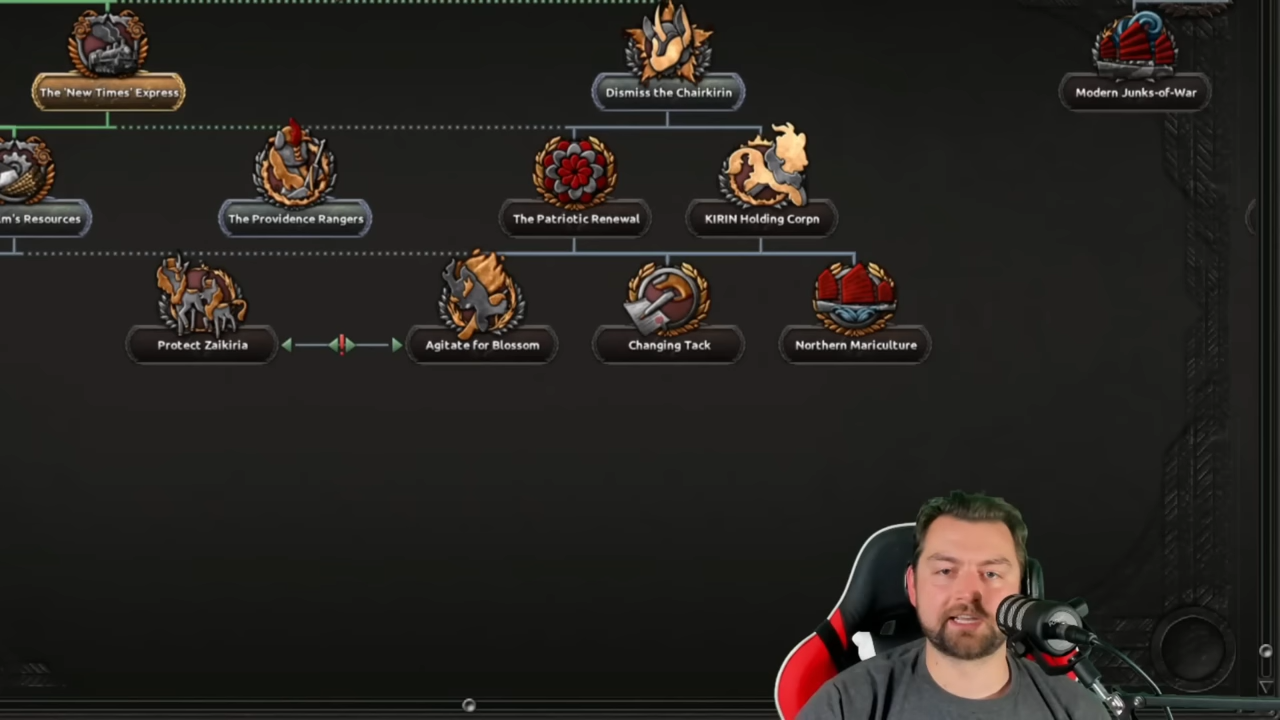 The 'New Times' Express
Dismiss the Chairkirin
Modern Junks-of-War
m's Resources
The Providence Rangers
The Patriotic Renewal
KIRIN Holding Corpn
Protect Zaikiria
Agitate for Blossom
Changing Tack
Northern Mariculture